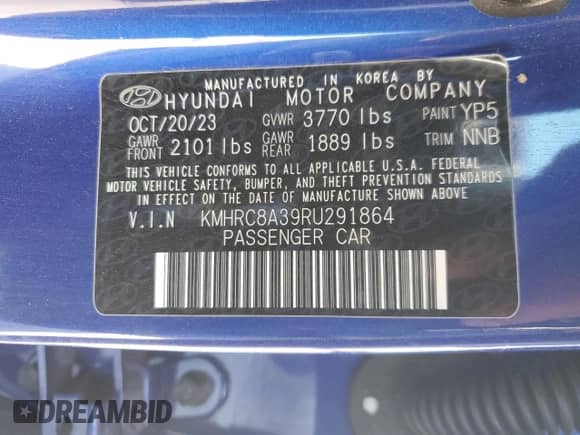 MANUFACTURED IN KOREA BY
HYUNDAI MOTOR COMPANY
OCT/20/23 GVWR 3770 lbs PAINT YP5
GAWR FRONT 2101 lbs GAWR REAR 1889 lbs TRIM NNB
THIS VEHICLE CONFORMS TO ALL APPLICABLE U.S.A. FEDERAL
MOTOR VEHICLE SAFETY, BUMPER, AND THEFT PREVENTION STANDARDS
IN EFFECT ON THE DATE OF MANUFACTURE SHOWN ABOVE.
V.I.N KMHRC8A39RU291864
PASSENGER CAR
DREAMBID